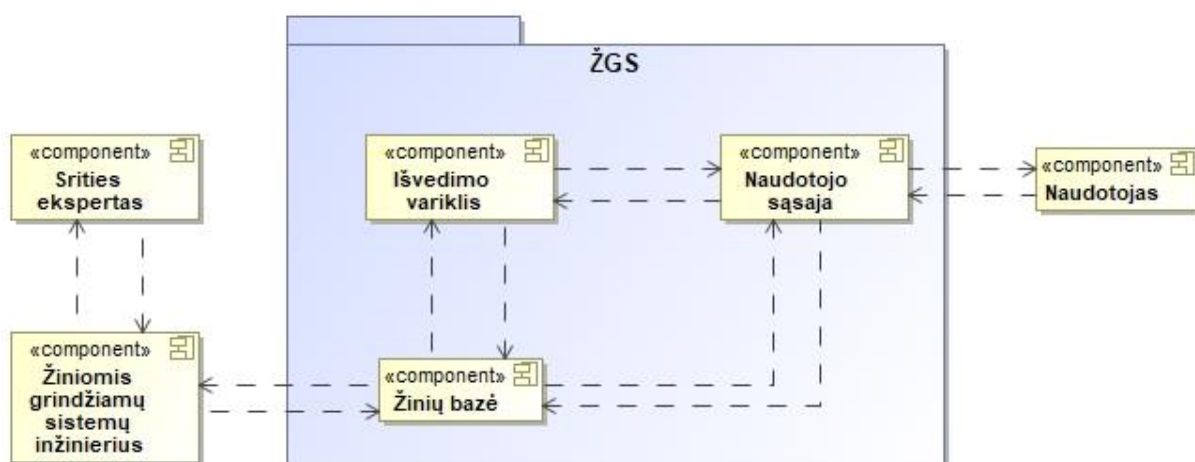 ŽGS
«component»
Srities
ekspertas
«component»
Išvedimo
variklis
«component»
Naudotojo
sąsaja
«component»
Naudotojas
«component»
Žiniomis
grindžiamų
sistemų
inžinierius
«component»
Žinių bazė